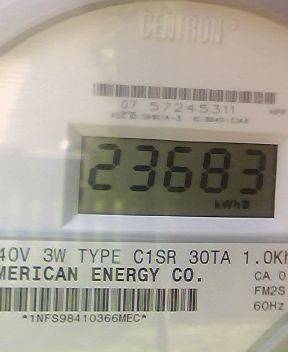 CENTRON
07 57245311
23683
kWh
40V 3W TYPE C1SR 30TA 1.0Kh
MERICAN ENERGY CO.
CA 0
FM2S
60Hz
*1NFS98410366MEC*